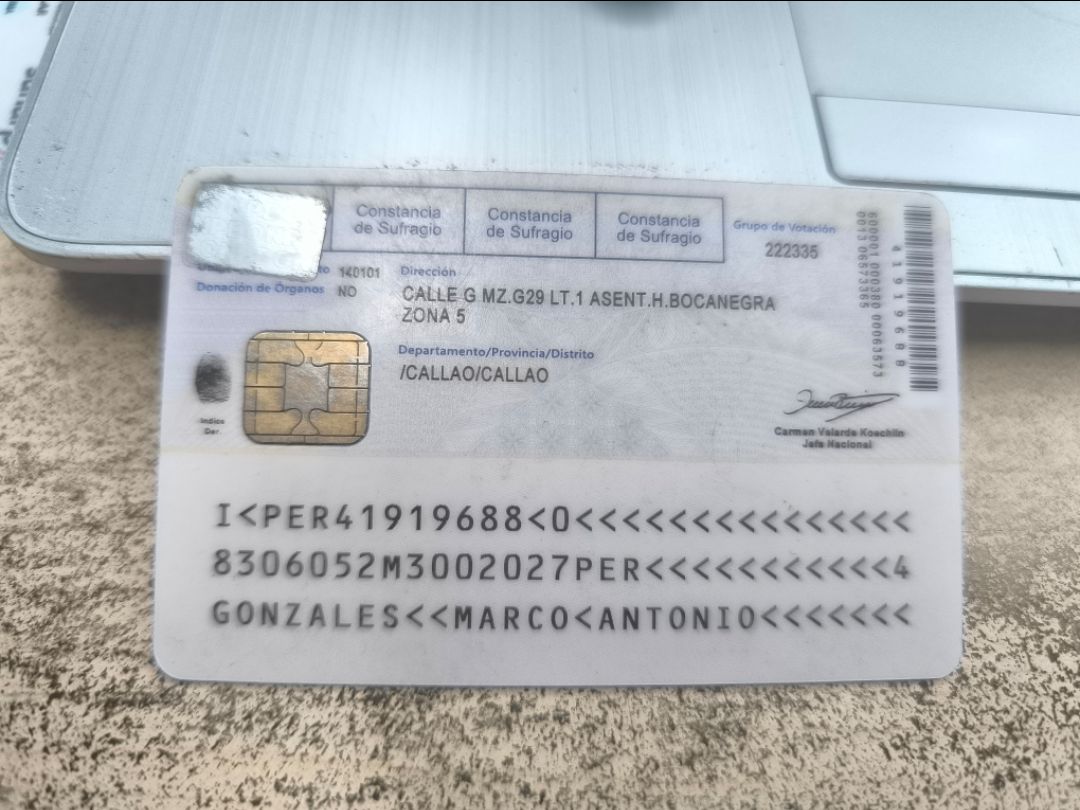 Constancia
de Sufragio
Constancia
de Sufragio
Constancia
de Sufragio
Grupo de Votación
222335
140101
Donación de Órganos NO
Dirección
CALLE G MZ.G29 LT.1 ASENT.H.BOCANEGRA
ZONA 5
Departamento/Provincia/Distrito
/CALLAO/CALLAO
Indice
Der.
41919688
Carmen Velarde Koechlin
Jefa Nacional
I<PER41919688<0<<<<<<<<<<<<<<<
8306052M3002027PER<<<<<<<<<<<4
GONZALES<<MARCO<ANTONIO<<<<<<<